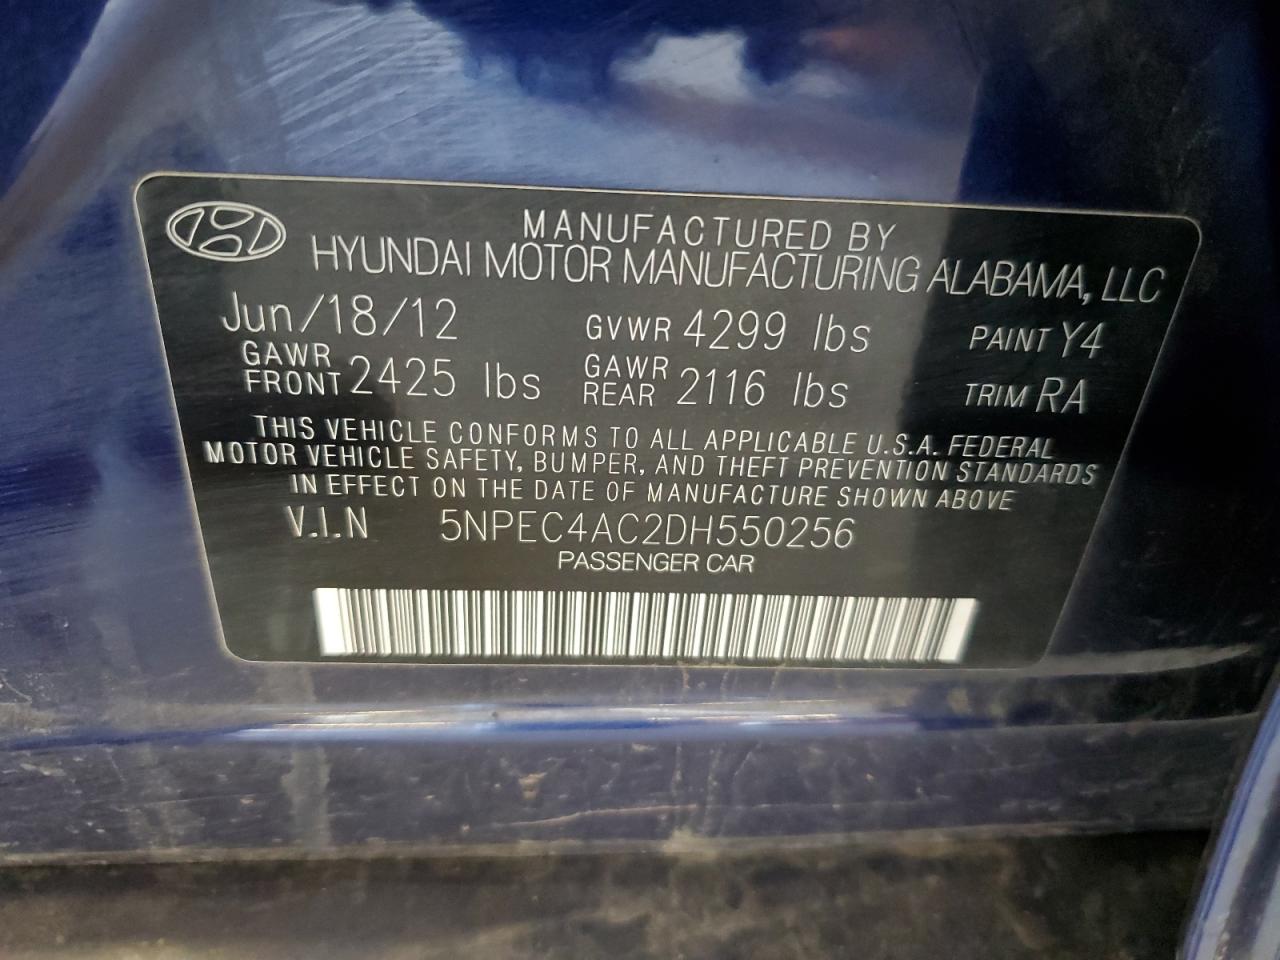 MANUFACTURED BY
HYUNDAI MOTOR MANUFACTURING ALABAMA, LLC
Jun/18/12 GVWR 4299 lbs PAINT Y4
GAWR FRONT 2425 lbs GAWR REAR 2116 lbs TRIM RA
THIS VEHICLE CONFORMS TO ALL APPLICABLE U.S.A. FEDERAL
MOTOR VEHICLE SAFETY, BUMPER, AND THEFT PREVENTION STANDARDS
IN EFFECT ON THE DATE OF MANUFACTURE SHOWN ABOVE
V.I.N 5NPEC4AC2DH550256
PASSENGER CAR